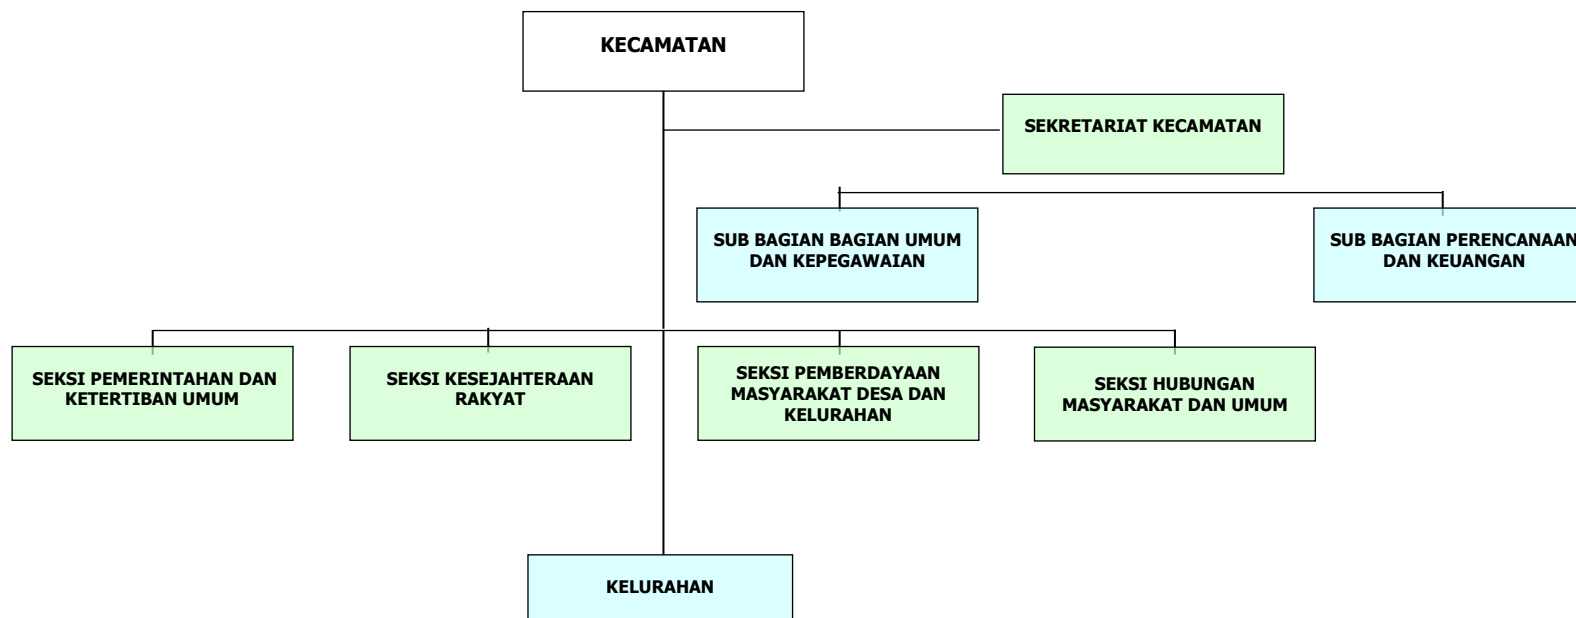 KECAMATAN
SEKRETARIAT KECAMATAN
SUB BAGIAN BAGIAN UMUM
DAN KEPEGAWAIAN
SUB BAGIAN PERENCANAAN
DAN KEUANGAN
SEKSI PEMERINTAHAN DAN
KETERTIBAN UMUM
SEKSI KESEJAHTERAAN
RAKYAT
SEKSI PEMBERDAYAAN
MASYARAKAT DESA DAN
KELURAHAN
SEKSI HUBUNGAN
MASYARAKAT DAN UMUM
KELURAHAN